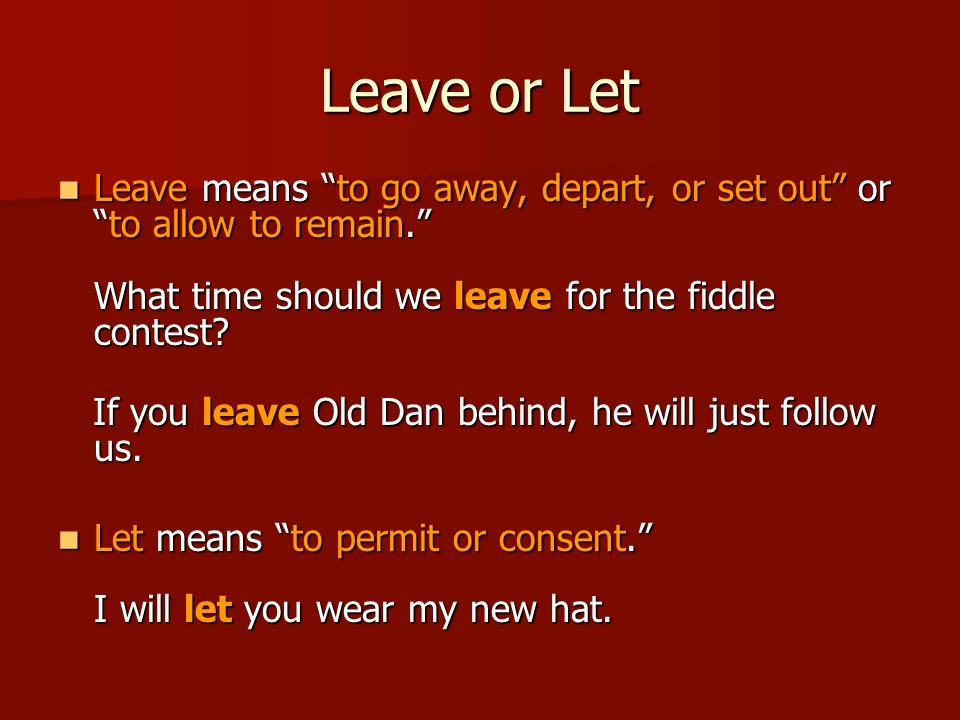 Leave or Let
Leave means “to go away, depart, or set out” or
“to allow to remain.”
What time should we leave for the fiddle
contest?
If you leave Old Dan behind, he will just follow
us.
Let means “to permit or consent.”
I will let you wear my new hat.